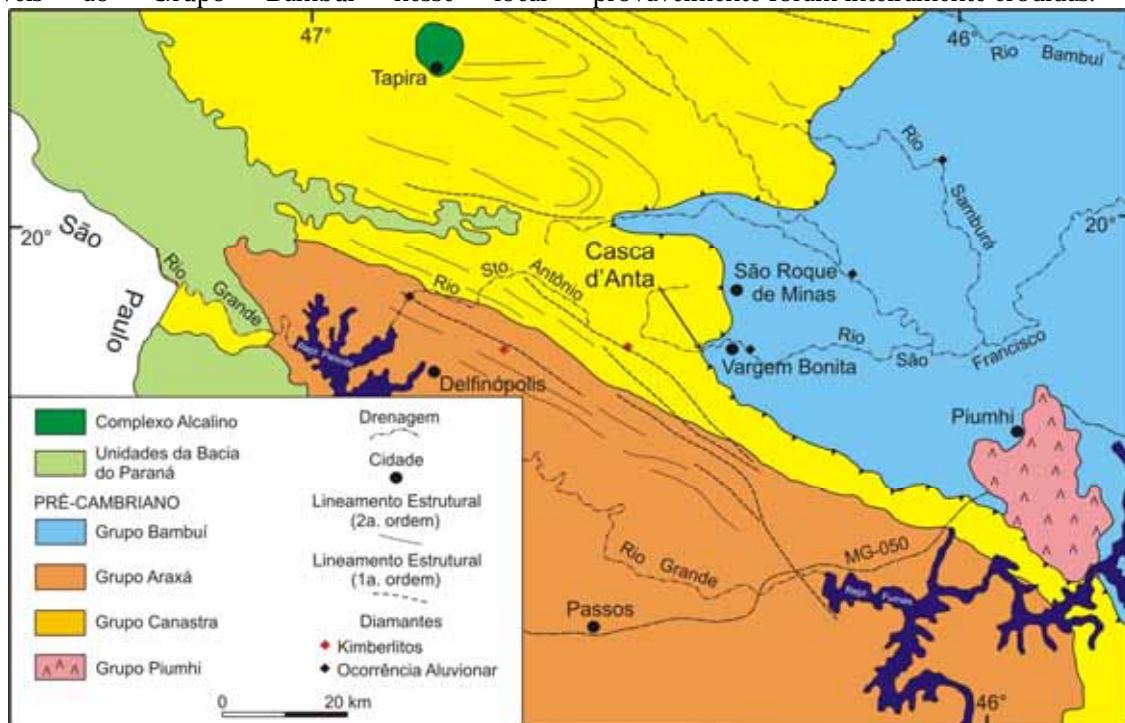 do Grupo Bambuí nesse local provavelmente foram inteiramente erodidas.
47°
46°
Rio Bambuí
Tapira
Rio Samburá
20°
20°
São Paulo
Casca
d'Anta
Rio Sto. Antônio
São Roque
de Minas
Rio Grande
Rio São Francisco
Vargem Bonita
Delfinópolis
Piumhi
MG-050
Rio Grande
Passos
46°
Complexo Alcalino
Unidades da Bacia
do Paraná
PRÉ-CAMBRIANO
Grupo Bambuí
Grupo Araxá
Grupo Canastra
Grupo Piumhi
Drenagem
Cidade
Lineamento Estrutural
(2a. ordem)
Lineamento Estrutural
(1a. ordem)
Diamantes
Kimberlitos
Ocorrência Aluvionar
0 20 km